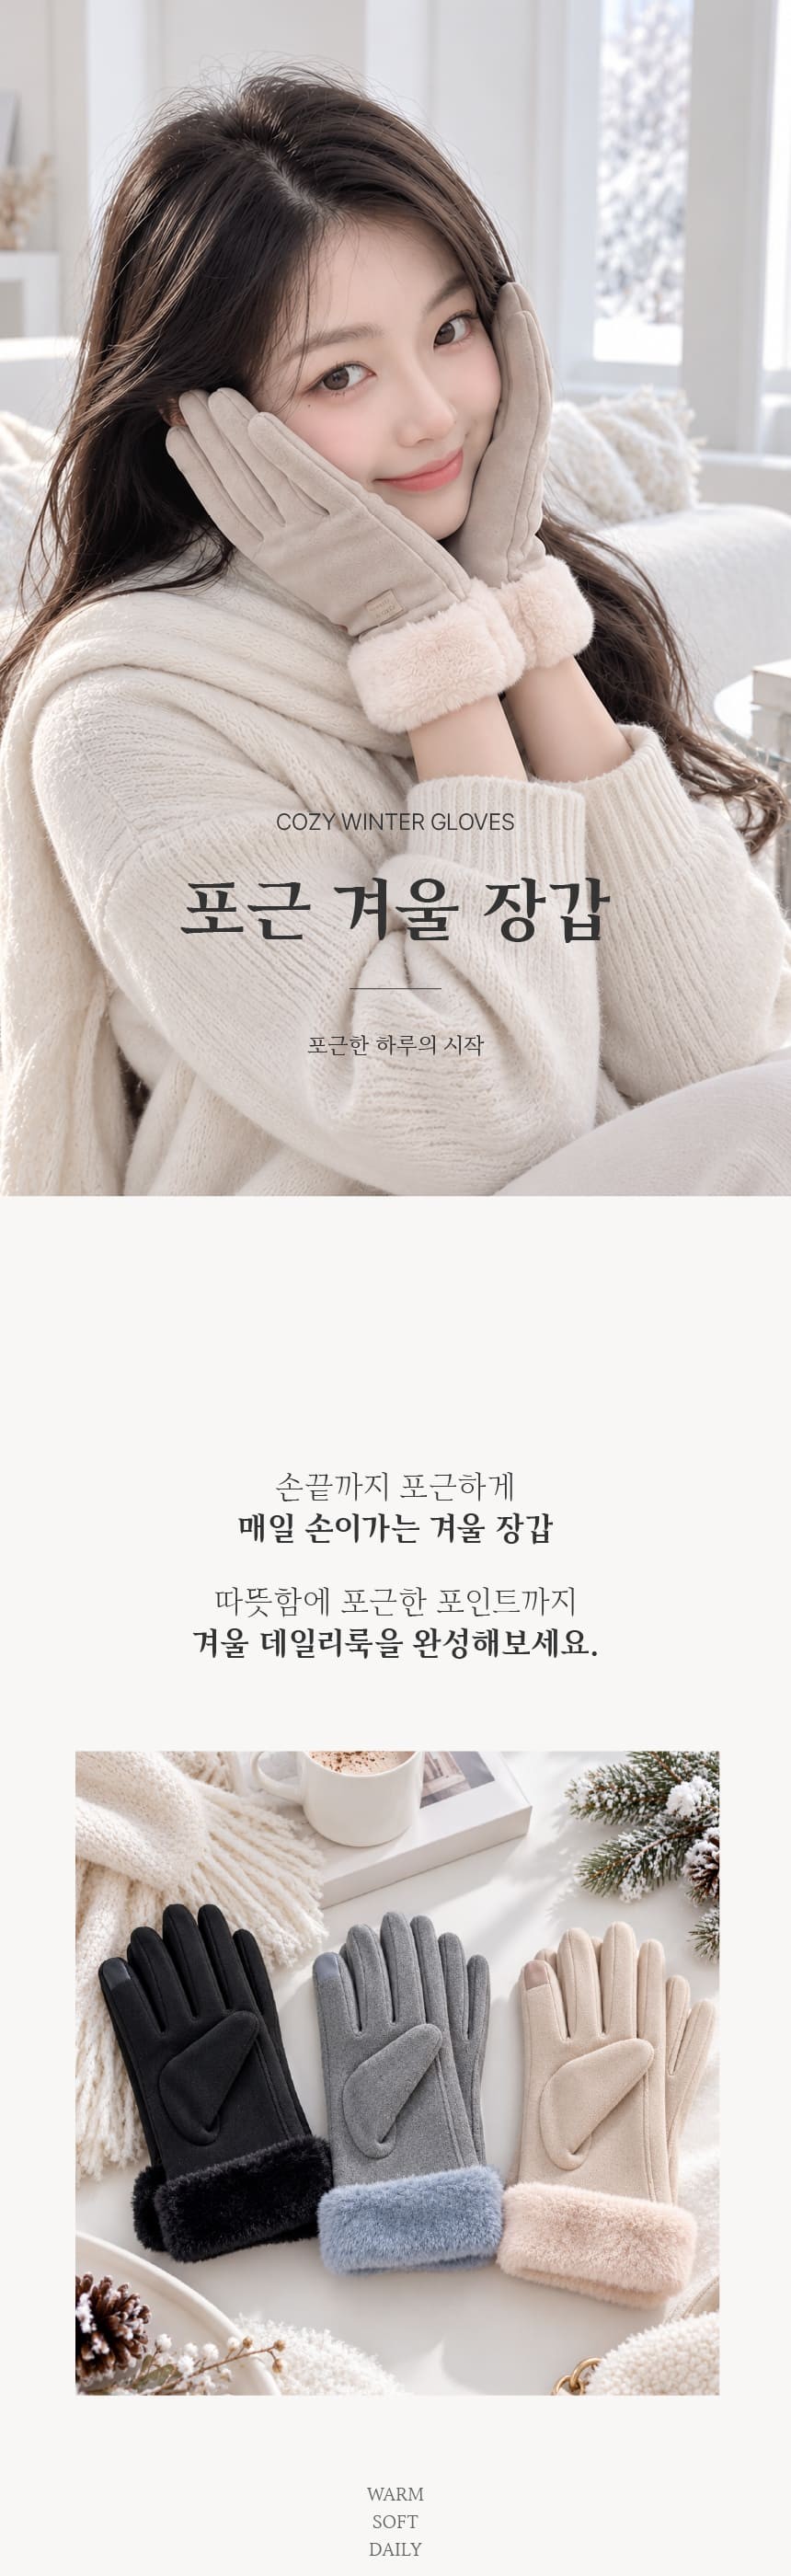 COZY WINTER GLOVES
포근 겨울 장갑
포근한 하루의 시작
손끝까지 포근하게
매일 손이가는 겨울 장갑
따뜻함에 포근한 포인트까지
겨울 데일리룩을 완성해보세요.
WARM
SOFT
DAILY